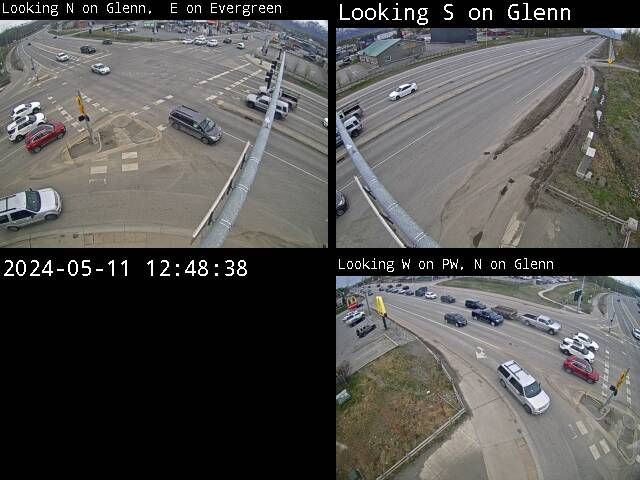 Looking N on Glenn, E on Evergreen
Looking S on Glenn
2024-05-11 12:48:38
Looking W on PW, N on Glenn